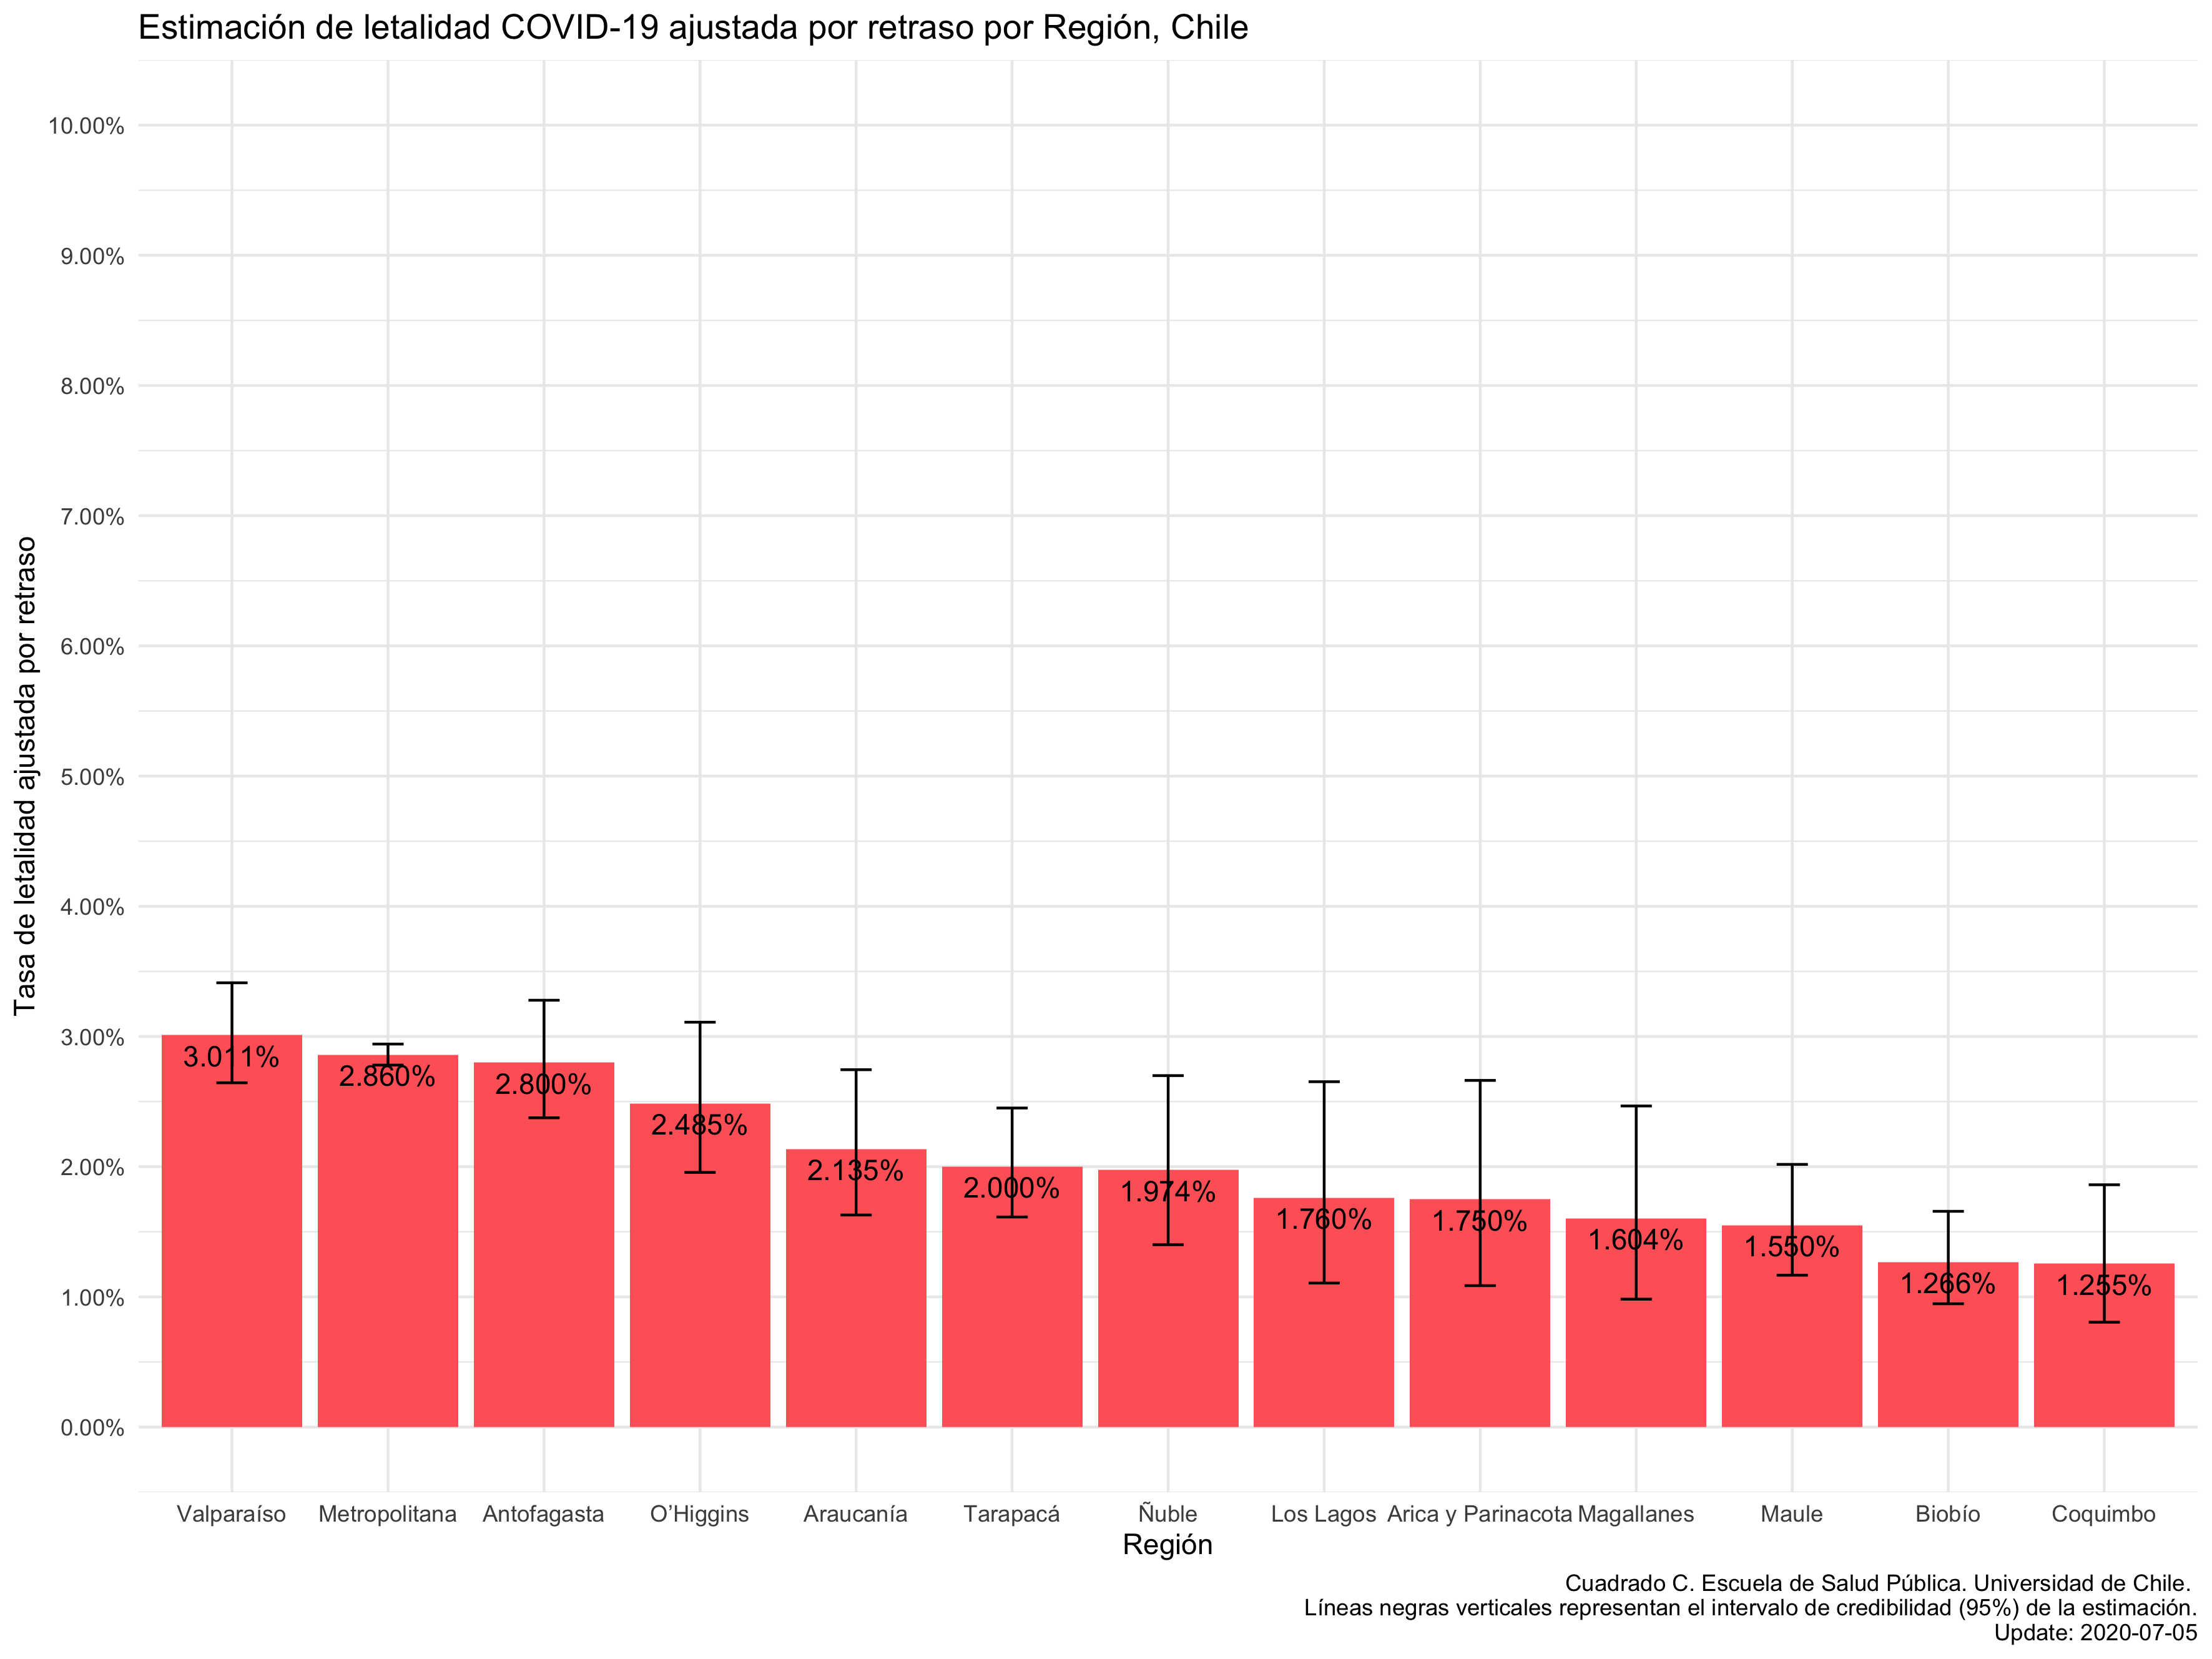 Estimación de letalidad COVID-19 ajustada por retraso por Región, Chile
Tasa de letalidad ajustada por retraso
10.00%
9.00%
8.00%
7.00%
6.00%
5.00%
4.00%
3.00%
2.00%
1.00%
0.00%
3.011%
2.860%
2.800%
2.485%
2.135%
2.000%
1.974%
1.760%
1.750%
1.604%
1.550%
1.266%
1.255%
Valparaíso
Metropolitana
Antofagasta
O’Higgins
Araucanía
Tarapacá
Ñuble
Los Lagos
Arica y Parinacota
Magallanes
Maule
Biobío
Coquimbo
Región
Cuadrado C. Escuela de Salud Pública. Universidad de Chile.
Líneas negras verticales representan el intervalo de credibilidad (95%) de la estimación.
Update: 2020-07-05